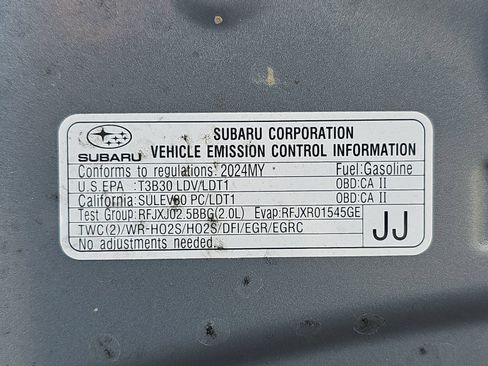 SUBARU CORPORATION
SUBARU VEHICLE EMISSION CONTROL INFORMATION
Conforms to regulations: 2024MY Fuel:Gasoline
U.S.EPA :T3B30 LDV/LDT1 OBD:CA II
California:SULEV30 PC/LDT1 OBD:CA II
Test Group:RFJXJ02.5BBG(2.0L) Evap:RFJXR01545GE
TWC(2)/WR-HO2S/HO2S/DFI/EGR/EGRC
No adjustments needed.
JJ